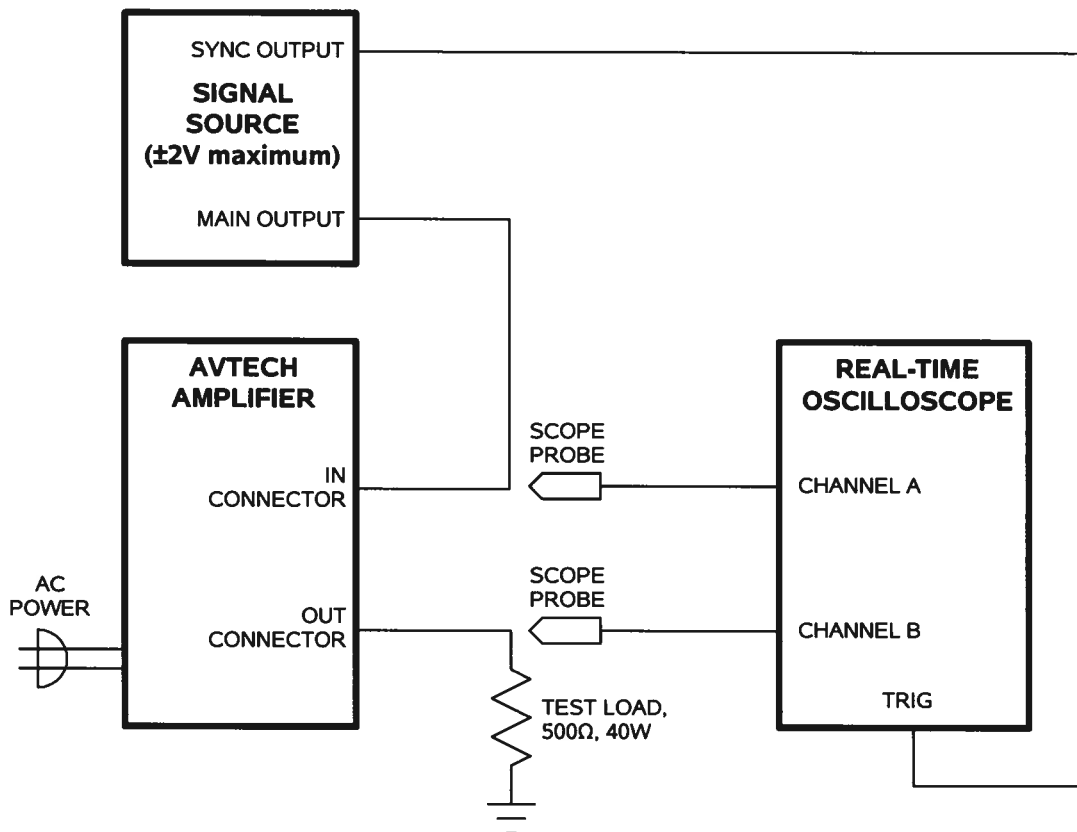 SYNC OUTPUT
SIGNAL
SOURCE
(±2V maximum)
MAIN OUTPUT
AVTECH
AMPLIFIER
IN
CONNECTOR
OUT
CONNECTOR
AC
POWER
SCOPE
PROBE
SCOPE
PROBE
TEST LOAD,
500Ω, 40W
REAL-TIME
OSCILLOSCOPE
CHANNEL A
CHANNEL B
TRIG